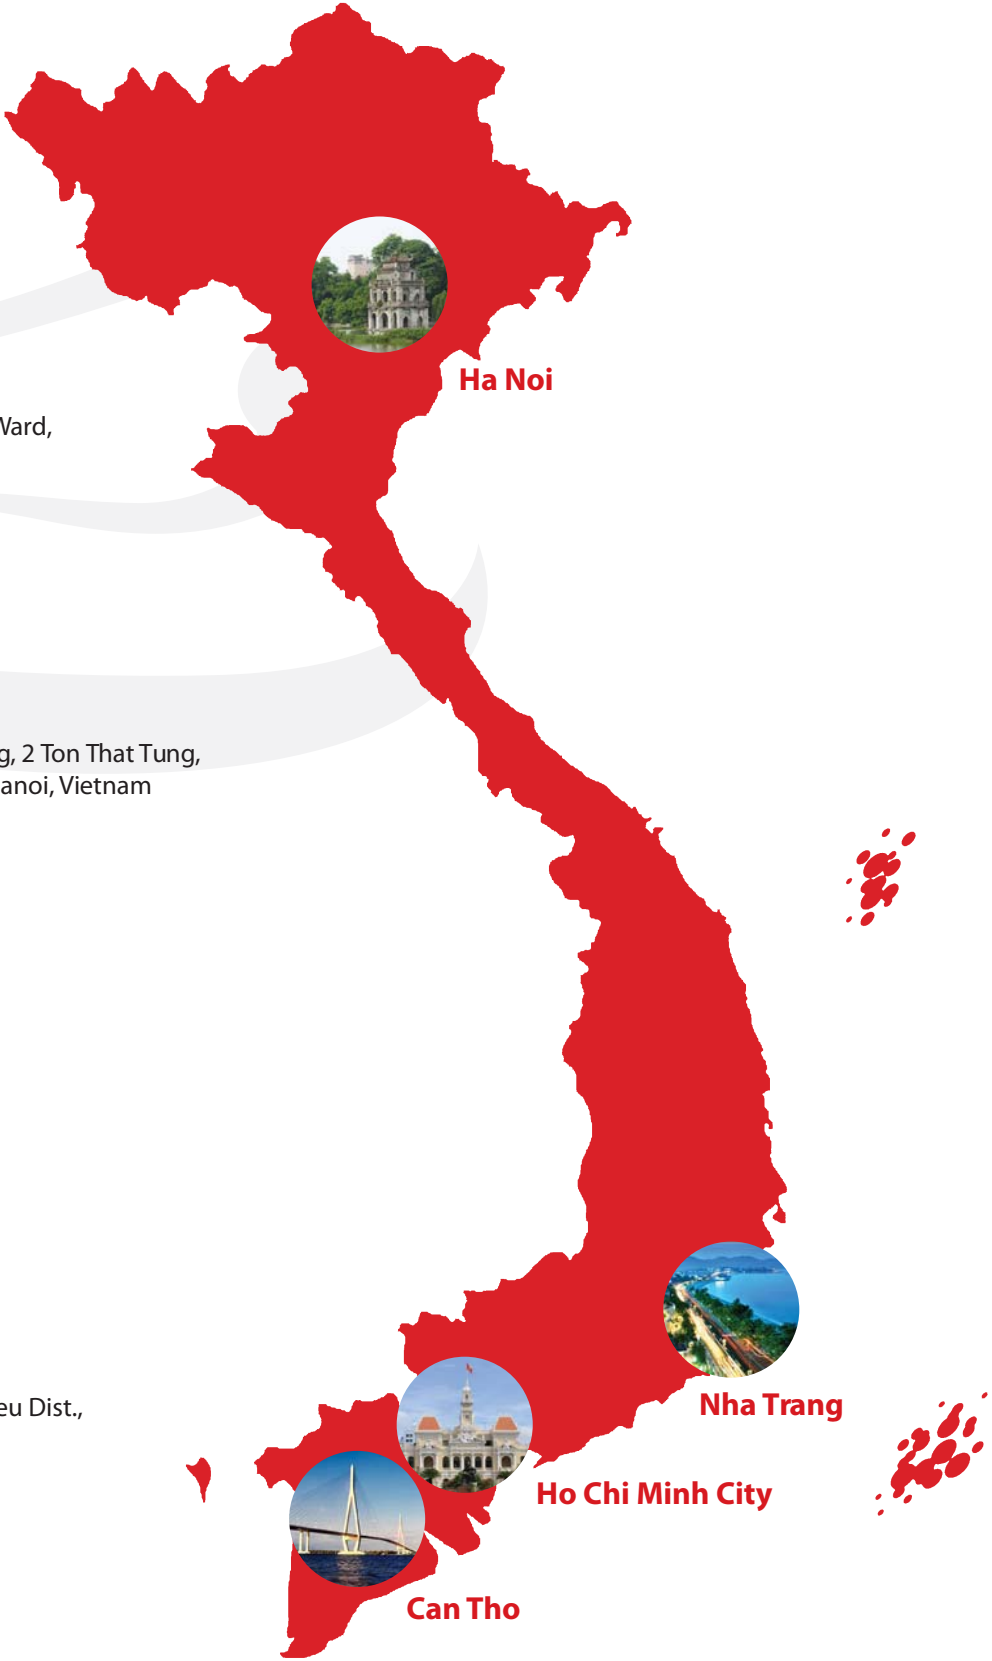 Ha Noi
Ward,
g, 2 Ton That Tung,
anoi, Vietnam
eu Dist.,
Nha Trang
Ho Chi Minh City
Can Tho